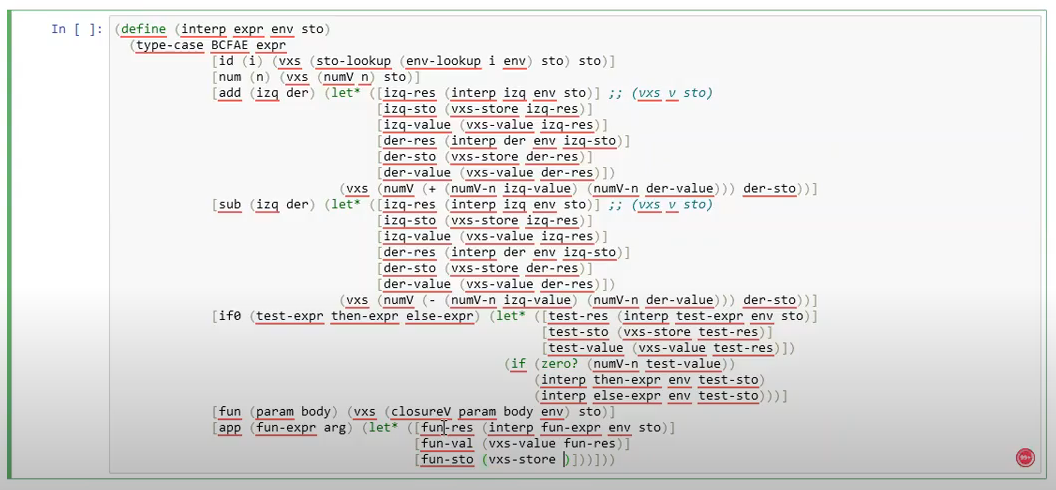 In [ ]: (define (interp expr env sto)
(type-case BCFAE expr
[id (i) (vxs (sto-lookup (env-lookup i env) sto) sto)]
[num (n) (vxs (numV n) sto)]
[add (izq der) (let* ([izq-res (interp izq env sto)] ;; (vxs v sto)
[izq-sto (vxs-store izq-res)]
[izq-value (vxs-value izq-res)]
[der-res (interp der env izq-sto)]
[der-sto (vxs-store der-res)]
[der-value (vxs-value der-res)])
(vxs (numV (+ (numV-n izq-value) (numV-n der-value))) der-sto))]
[sub (izq der) (let* ([izq-res (interp izq env sto)] ;; (vxs v sto)
[izq-sto (vxs-store izq-res)]
[izq-value (vxs-value izq-res)]
[der-res (interp der env izq-sto)]
[der-sto (vxs-store der-res)]
[der-value (vxs-value der-res)])
(vxs (numV (- (numV-n izq-value) (numV-n der-value))) der-sto))]
[if0 (test-expr then-expr else-expr) (let* ([test-res (interp test-expr env sto)]
[test-sto (vxs-store test-res)]
[test-value (vxs-value test-res)])
(if (zero? (numV-n test-value))
(interp then-expr env test-sto)
(interp else-expr env test-sto)))]
[fun (param body) (vxs (closureV param body env) sto)]
[app (fun-expr arg) (let* ([fun-res (interp fun-expr env sto)]
[fun-val (vxs-value fun-res)]
[fun-sto (vxs-store )]))]))
99+